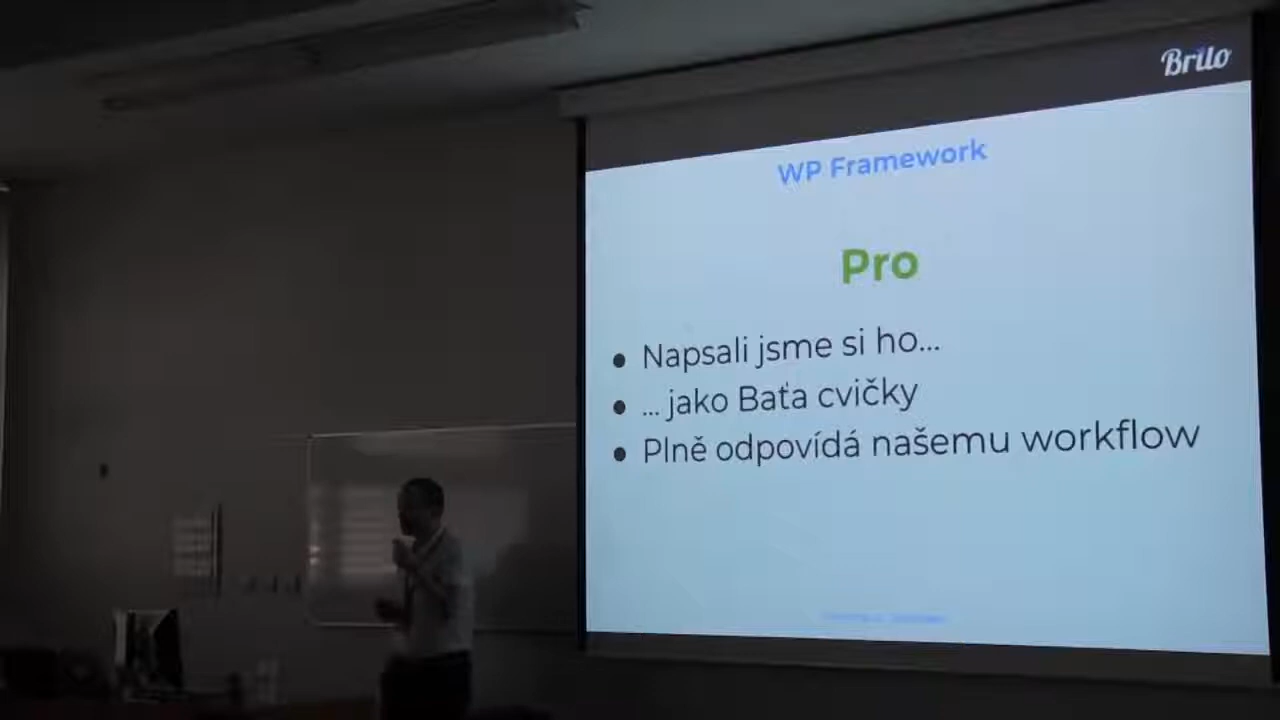 Brilo
WP Framework
Pro
• Napsali jsme si ho...
• ... jako Baťa cvičky
• Plně odpovídá našemu workflow